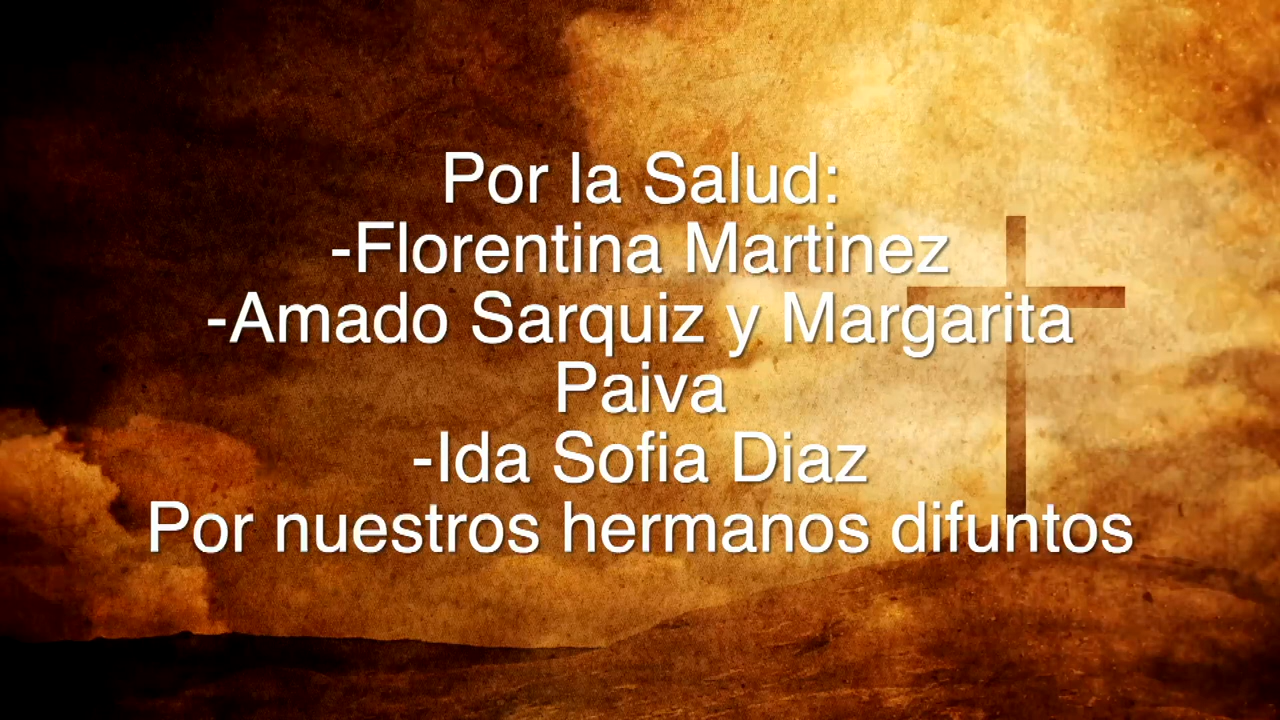 Por la Salud:
-Florentina Martinez
-Amado Sarquiz y Margarita
Paiva
-Ida Sofia Diaz
Por nuestros hermanos difuntos